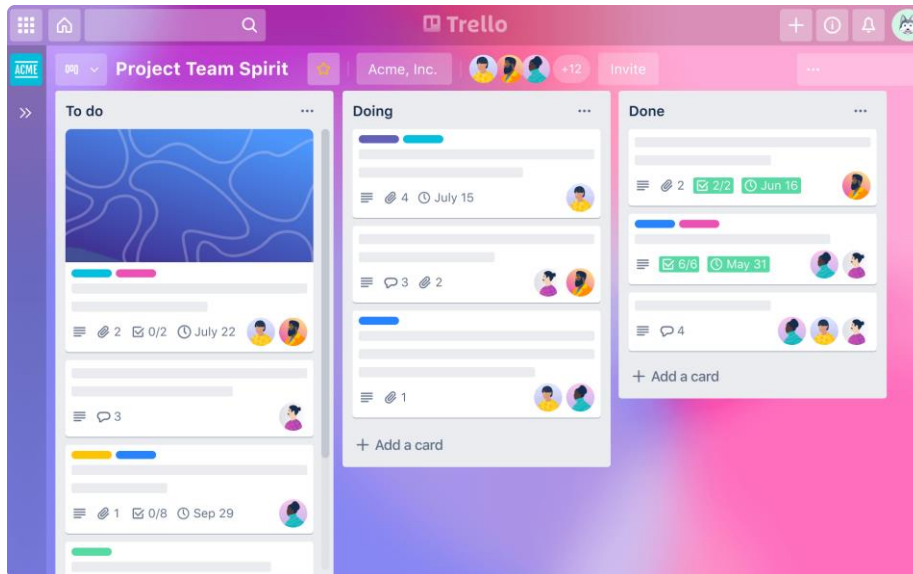 Trello
ACME
Project Team Spirit
Acme, Inc.
+12
Invite
To do
2
0/2
July 22
3
1
0/8
Sep 29
Doing
4
July 15
3
2
1
+ Add a card
Done
2
2/2
Jun 16
6/6
May 31
4
+ Add a card